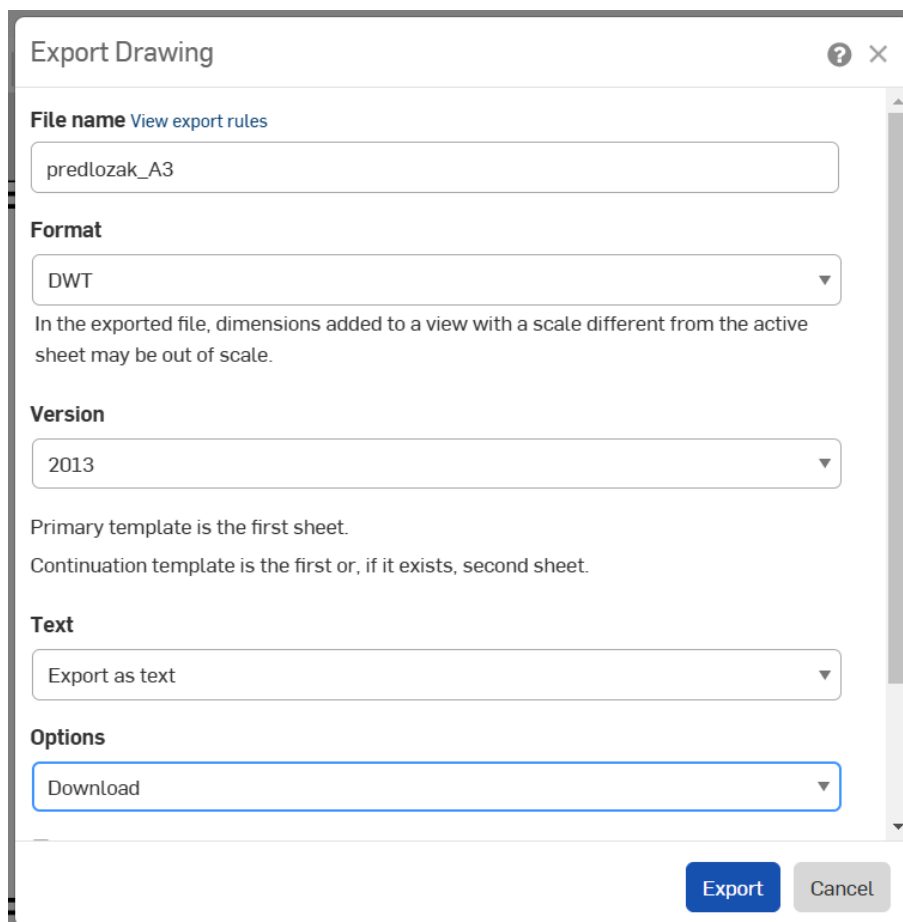 Export Drawing
File name View export rules
predlozak_A3
Format
DWT
In the exported file, dimensions added to a view with a scale different from the active
sheet may be out of scale.
Version
2013
Primary template is the first sheet.
Continuation template is the first or, if it exists, second sheet.
Text
Export as text
Options
Download
Export Cancel